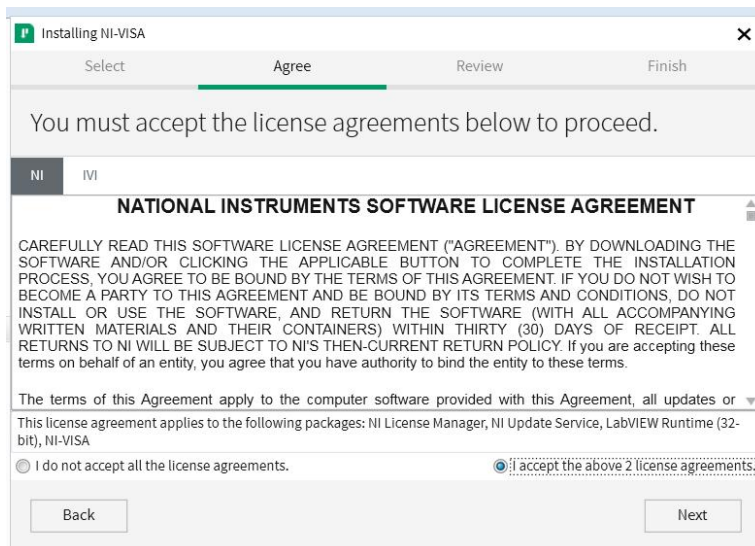 Installing NI-VISA
Select Agree Review Finish
You must accept the license agreements below to proceed.
NI IVI
NATIONAL INSTRUMENTS SOFTWARE LICENSE AGREEMENT
CAREFULLY READ THIS SOFTWARE LICENSE AGREEMENT ("AGREEMENT"). BY DOWNLOADING THE
SOFTWARE AND/OR CLICKING THE APPLICABLE BUTTON TO COMPLETE THE INSTALLATION
PROCESS, YOU AGREE TO BE BOUND BY THE TERMS OF THIS AGREEMENT. IF YOU DO NOT WISH TO
BECOME A PARTY TO THIS AGREEMENT AND BE BOUND BY ITS TERMS AND CONDITIONS, DO NOT
INSTALL OR USE THE SOFTWARE, AND RETURN THE SOFTWARE (WITH ALL ACCOMPANYING
WRITTEN MATERIALS AND THEIR CONTAINERS) WITHIN THIRTY (30) DAYS OF RECEIPT. ALL
RETURNS TO NI WILL BE SUBJECT TO NI'S THEN-CURRENT RETURN POLICY. If you are accepting these
terms on behalf of an entity, you agree that you have authority to bind the entity to these terms.
The terms of this Agreement apply to the computer software provided with this Agreement, all updates or
This license agreement applies to the following packages: NI License Manager, NI Update Service, LabVIEW Runtime (32-
bit), NI-VISA
I do not accept all the license agreements. I accept the above 2 license agreements.
Back Next